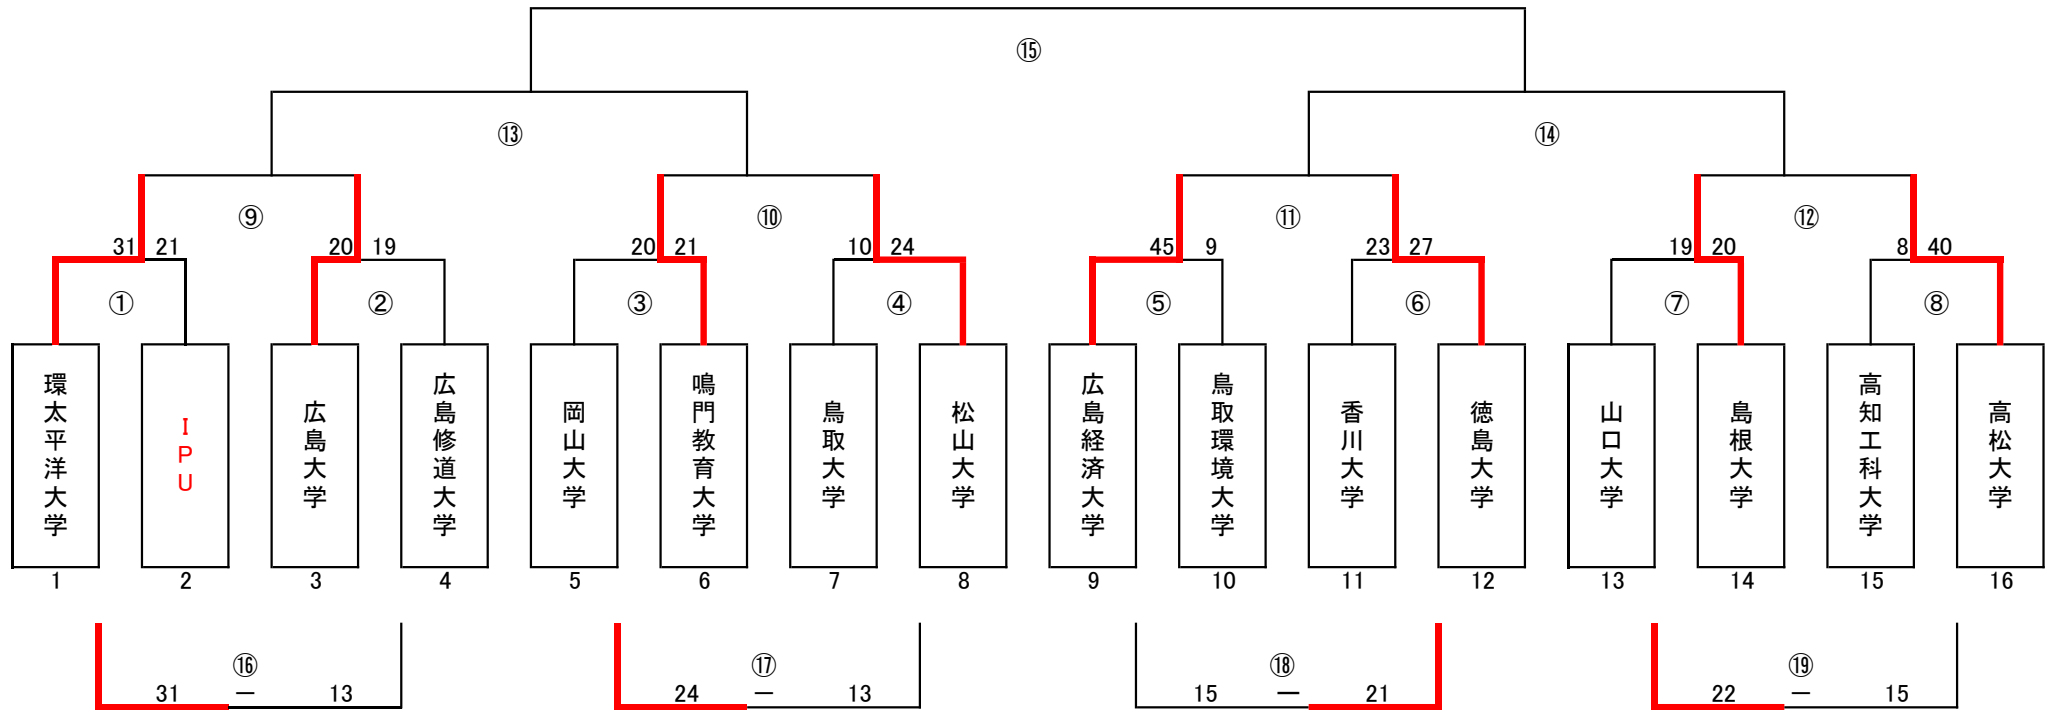 ⑮
⑬ ⑭
⑨ ⑩ ⑪ ⑫
31 21 20 19 20 21 10 24 45 9 23 27 19 20 8 40
① ② ③ ④ ⑤ ⑥ ⑦ ⑧
環太平洋大学
IPU
広島大学
広島修道大学
岡山大学
鳴門教育大学
鳥取大学
松山大学
広島経済大学
鳥取環境大学
香川大学
徳島大学
山口大学
島根大学
高知工科大学
高松大学
1 2 3 4 5 6 7 8 9 10 11 12 13 14 15 16
⑯ ⑰ ⑱ ⑲
31 － 13 24 － 13 15 － 21 22 － 15